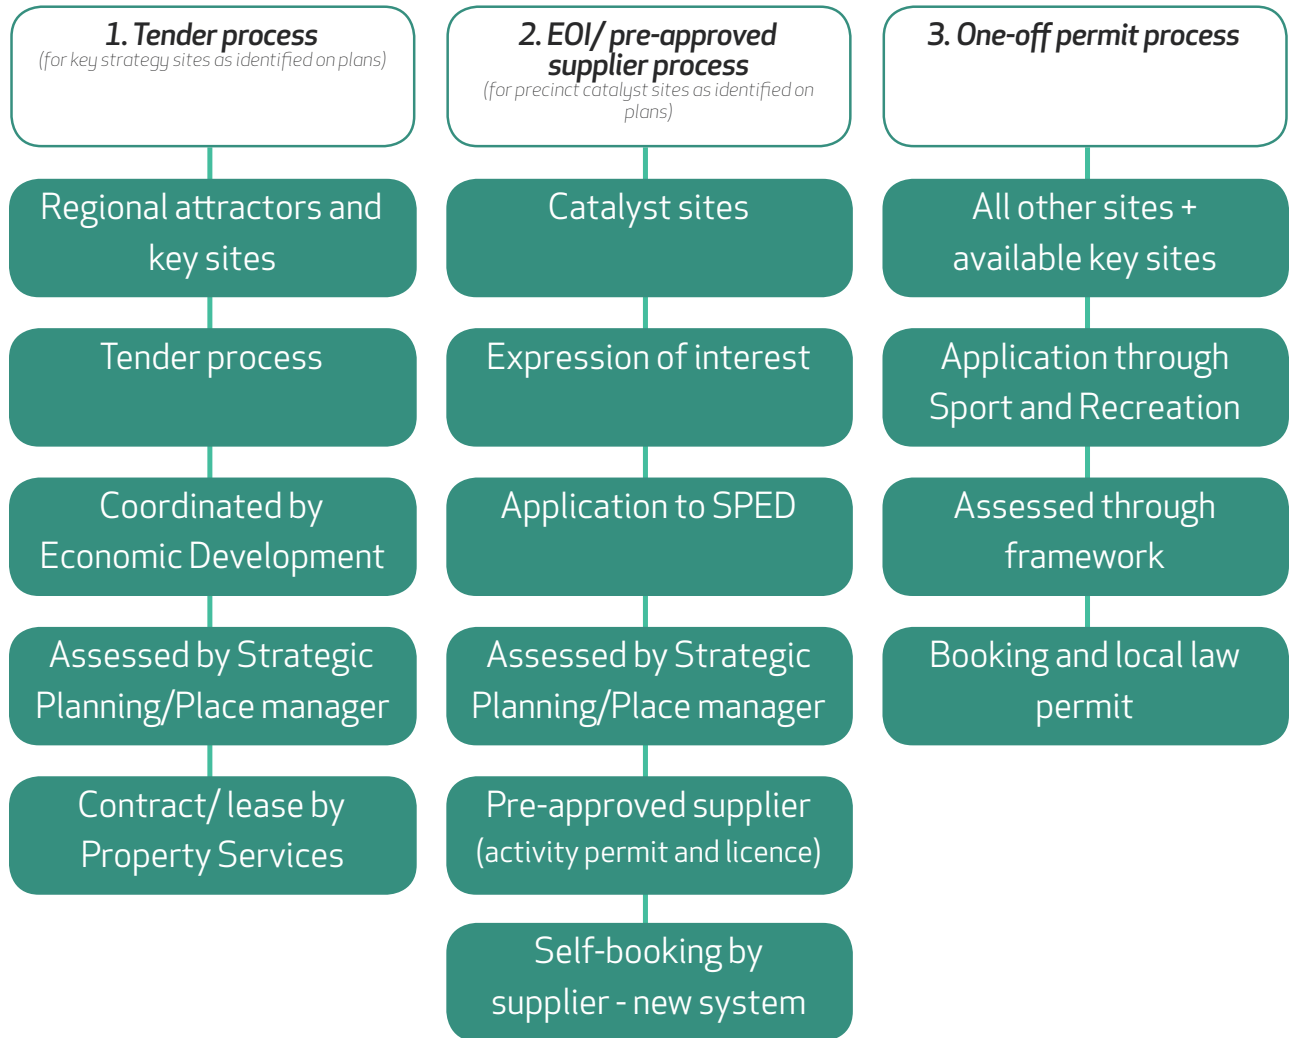 1. Tender process
(for key strategy sites as identified on plans)
Regional attractors and
key sites
Tender process
Coordinated by
Economic Development
Assessed by Strategic
Planning/Place manager
Contract/ lease by
Property Services
2. EOI/ pre-approved
supplier process
(for precinct catalyst sites as identified on
plans)
Catalyst sites
Expression of interest
Application to SPED
Assessed by Strategic
Planning/Place manager
Pre-approved supplier
(activity permit and licence)
Self-booking by
supplier - new system
3. One-off permit process
All other sites +
available key sites
Application through
Sport and Recreation
Assessed through
framework
Booking and local law
permit